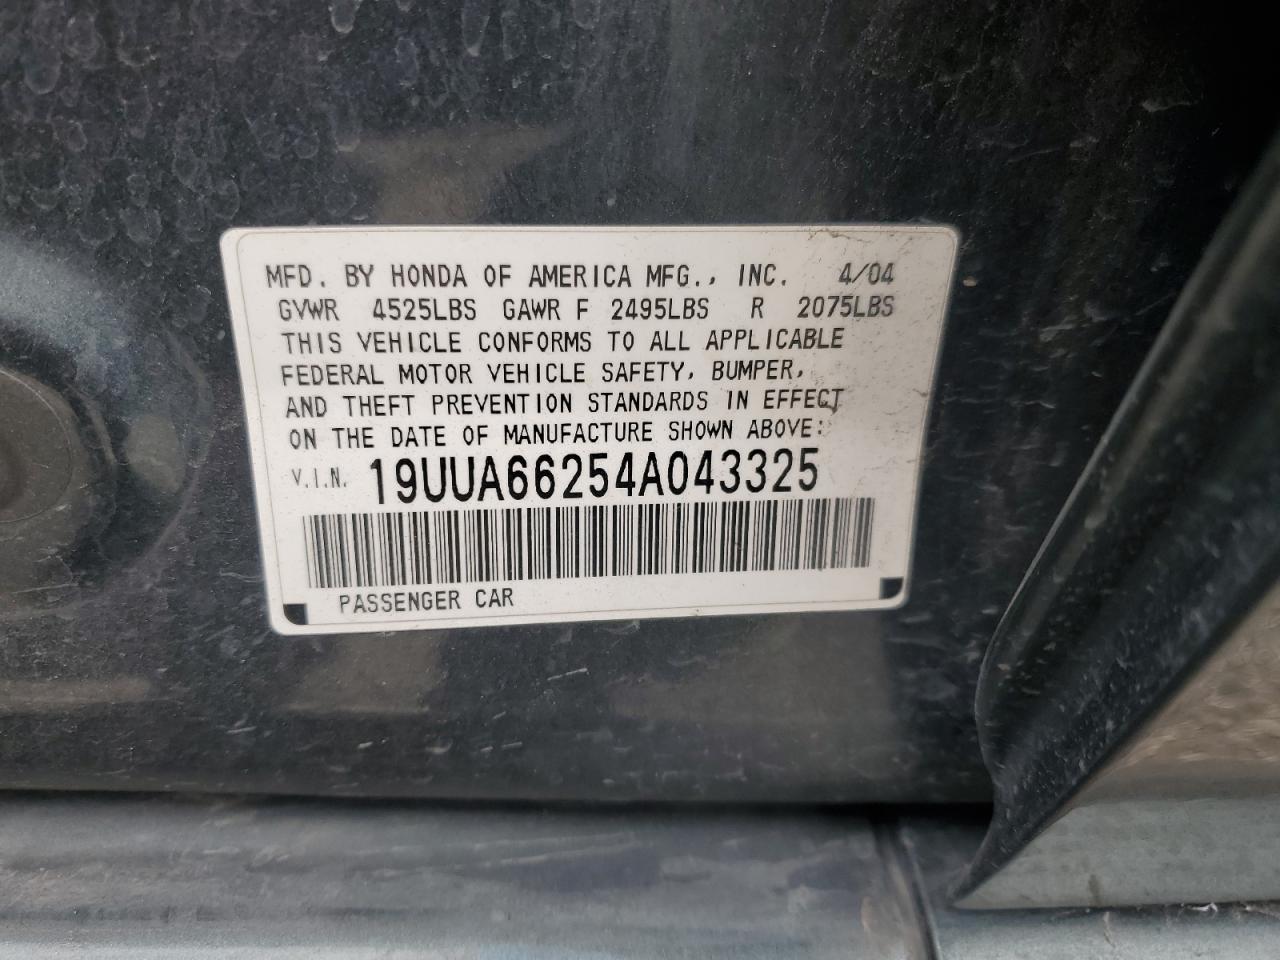 MFD. BY HONDA OF AMERICA MFG., INC. 4/04
GVWR 4525LBS GAWR F 2495LBS R 2075LBS
THIS VEHICLE CONFORMS TO ALL APPLICABLE
FEDERAL MOTOR VEHICLE SAFETY, BUMPER,
AND THEFT PREVENTION STANDARDS IN EFFECT
ON THE DATE OF MANUFACTURE SHOWN ABOVE:
V.I.N. 19UUA66254A043325
PASSENGER CAR